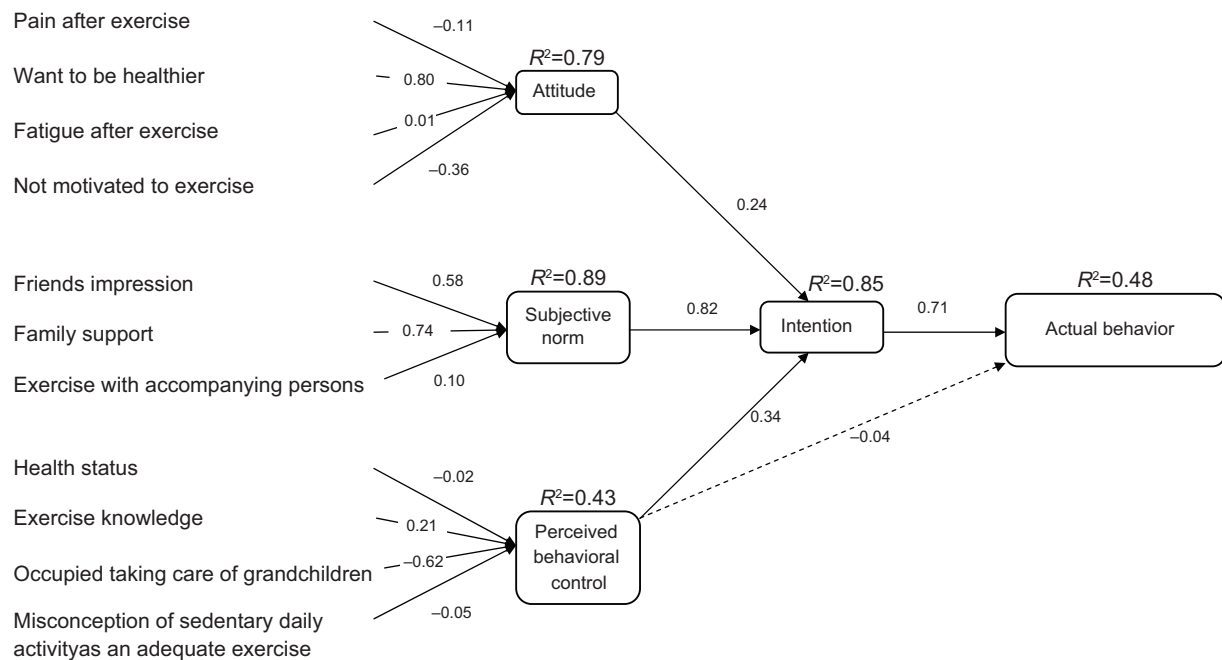 Pain after exercise
–0.11
R²=0.79
Want to be healthier
0.80
Attitude
Fatigue after exercise
0.01
Not motivated to exercise
–0.36
0.24
Friends impression
0.58
R²=0.89
R²=0.85
R²=0.48
Family support
0.74
Subjective
norm
0.82
Intention
0.71
Actual behavior
Exercise with accompanying persons
0.10
0.34
–0.04
Health status
–0.02
R²=0.43
Exercise knowledge
0.21
Perceived
behavioral
control
Occupied taking care of grandchildren
–0.62
Misconception of sedentary daily
activityas an adequate exercise
–0.05